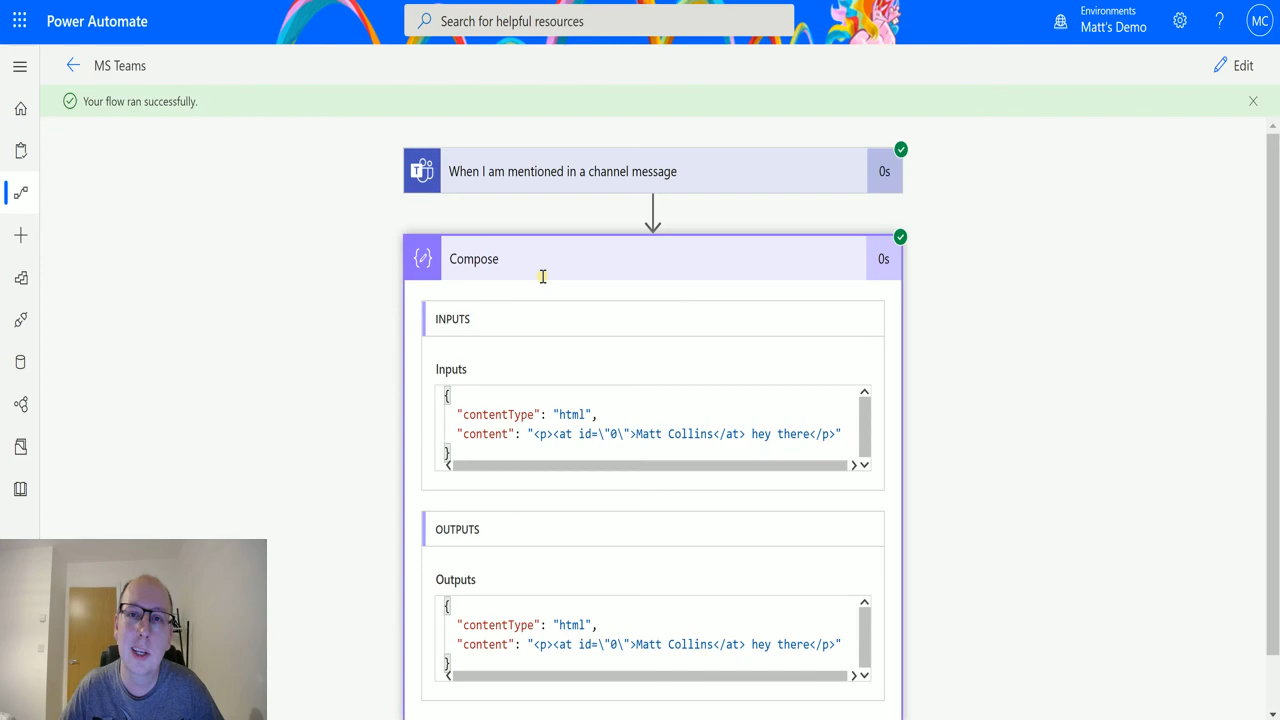 Power Automate
Search for helpful resources
Environments
Matt's Demo
MC
MS Teams
Edit
Your flow ran successfully.
When I am mentioned in a channel message
0s
Compose
0s
INPUTS
Inputs
{
"contentType": "html",
"content": "<p><at id=\"0\">Matt Collins</at> hey there</p>"
}
OUTPUTS
Outputs
{
"contentType": "html",
"content": "<p><at id=\"0\">Matt Collins</at> hey there</p>"
}